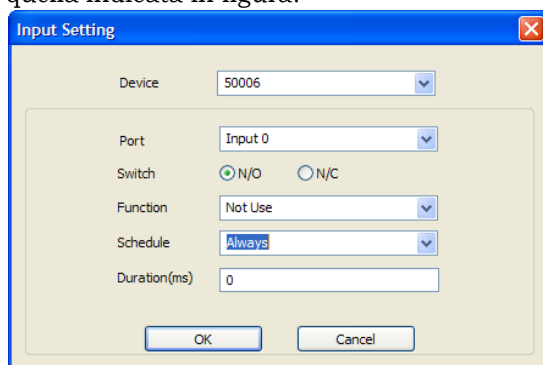 quella indicata in figura.
Input Setting
Device 50006
Port Input 0
Switch N/O N/C
Function Not Use
Schedule Always
Duration(ms) 0
OK Cancel